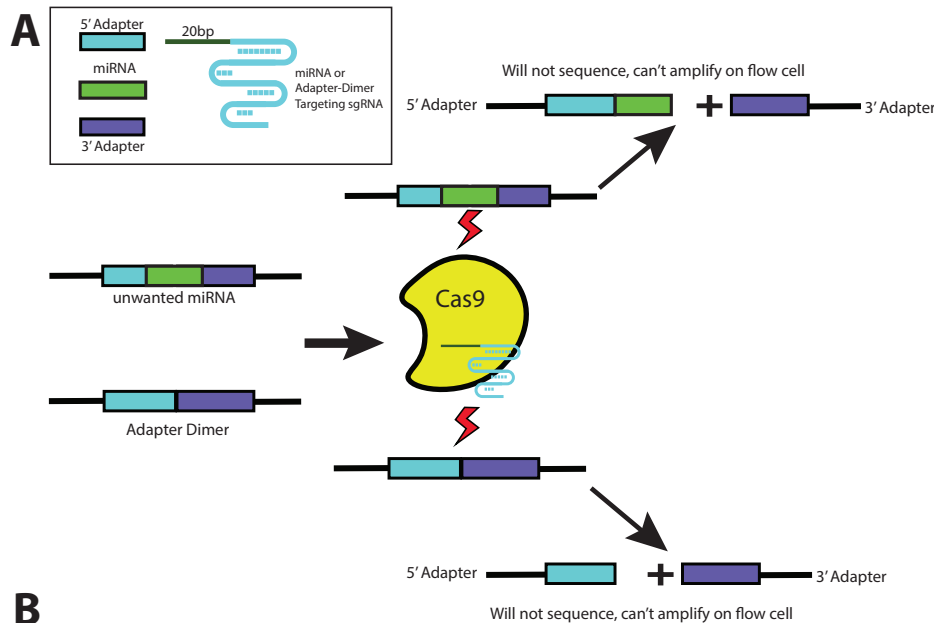 A
5' Adapter
miRNA
3' Adapter
20bp
miRNA or
Adapter-Dimer
Targeting sgRNA
Will not sequence, can't amplify on flow cell
5' Adapter
+
3' Adapter
unwanted miRNA
Cas9
Adapter Dimer
5' Adapter
+
3' Adapter
Will not sequence, can't amplify on flow cell
B